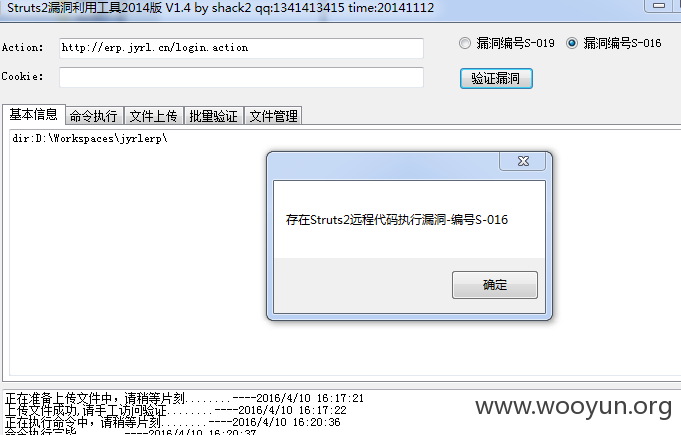 Struts2漏洞利用工具2014版 V1.4 by shack2 qq:1341413415 time:20141112
Action: http://erp.jyrl.cn/login.action
漏洞编号S-019 漏洞编号S-016
Cookie:
验证漏洞
基本信息 命令执行 文件上传 批量验证 文件管理
dir:D:\Workspaces\jyrlerp\
存在Struts2远程代码执行漏洞-编号S-016
确定
正在准备上传文件中，请稍等片刻........----2016/4/10 16:17:21
上传文件成功,请手工访问验证........----2016/4/10 16:17:22
正在执行命令中，请稍等片刻........----2016/4/10 16:20:36
命令执行完毕........----2016/4/10 16:20:37
www.wooyun.org